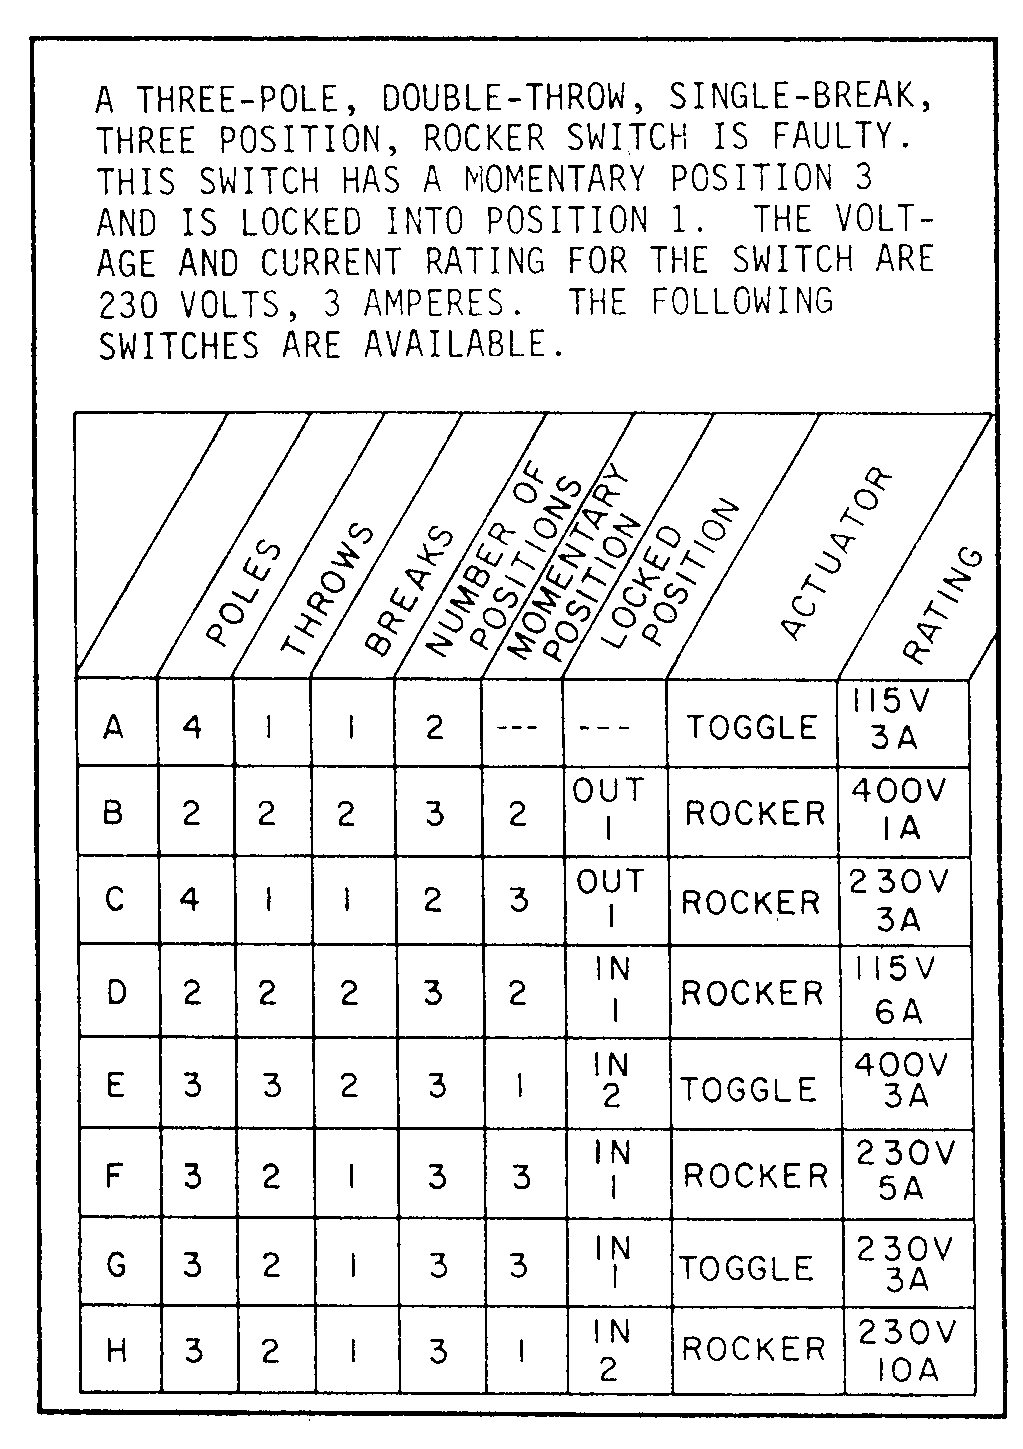 A THREE-POLE, DOUBLE-THROW, SINGLE-BREAK,
THREE POSITION, ROCKER SWITCH IS FAULTY.
THIS SWITCH HAS A MOMENTARY POSITION 3
AND IS LOCKED INTO POSITION 1. THE VOLT-
AGE AND CURRENT RATING FOR THE SWITCH ARE
230 VOLTS, 3 AMPERES. THE FOLLOWING
SWITCHES ARE AVAILABLE.
POLES
THROWS
BREAKS
NUMBER OF
POSITIONS
MOMENTARY
POSITION
LOCKED
POSITION
ACTUATOR
RATING
A 4 1 1 2 --- --- TOGGLE 115V
3A
B 2 2 2 3 2 OUT
1 ROCKER 400V
1A
C 4 1 1 2 3 OUT
1 ROCKER 230V
3A
D 2 2 2 3 2 IN
1 ROCKER 115V
6A
E 3 3 2 3 1 IN
2 TOGGLE 400V
3A
F 3 2 1 3 3 IN
1 ROCKER 230V
5A
G 3 2 1 3 3 IN
1 TOGGLE 230V
3A
H 3 2 1 3 1 IN
2 ROCKER 230V
10A